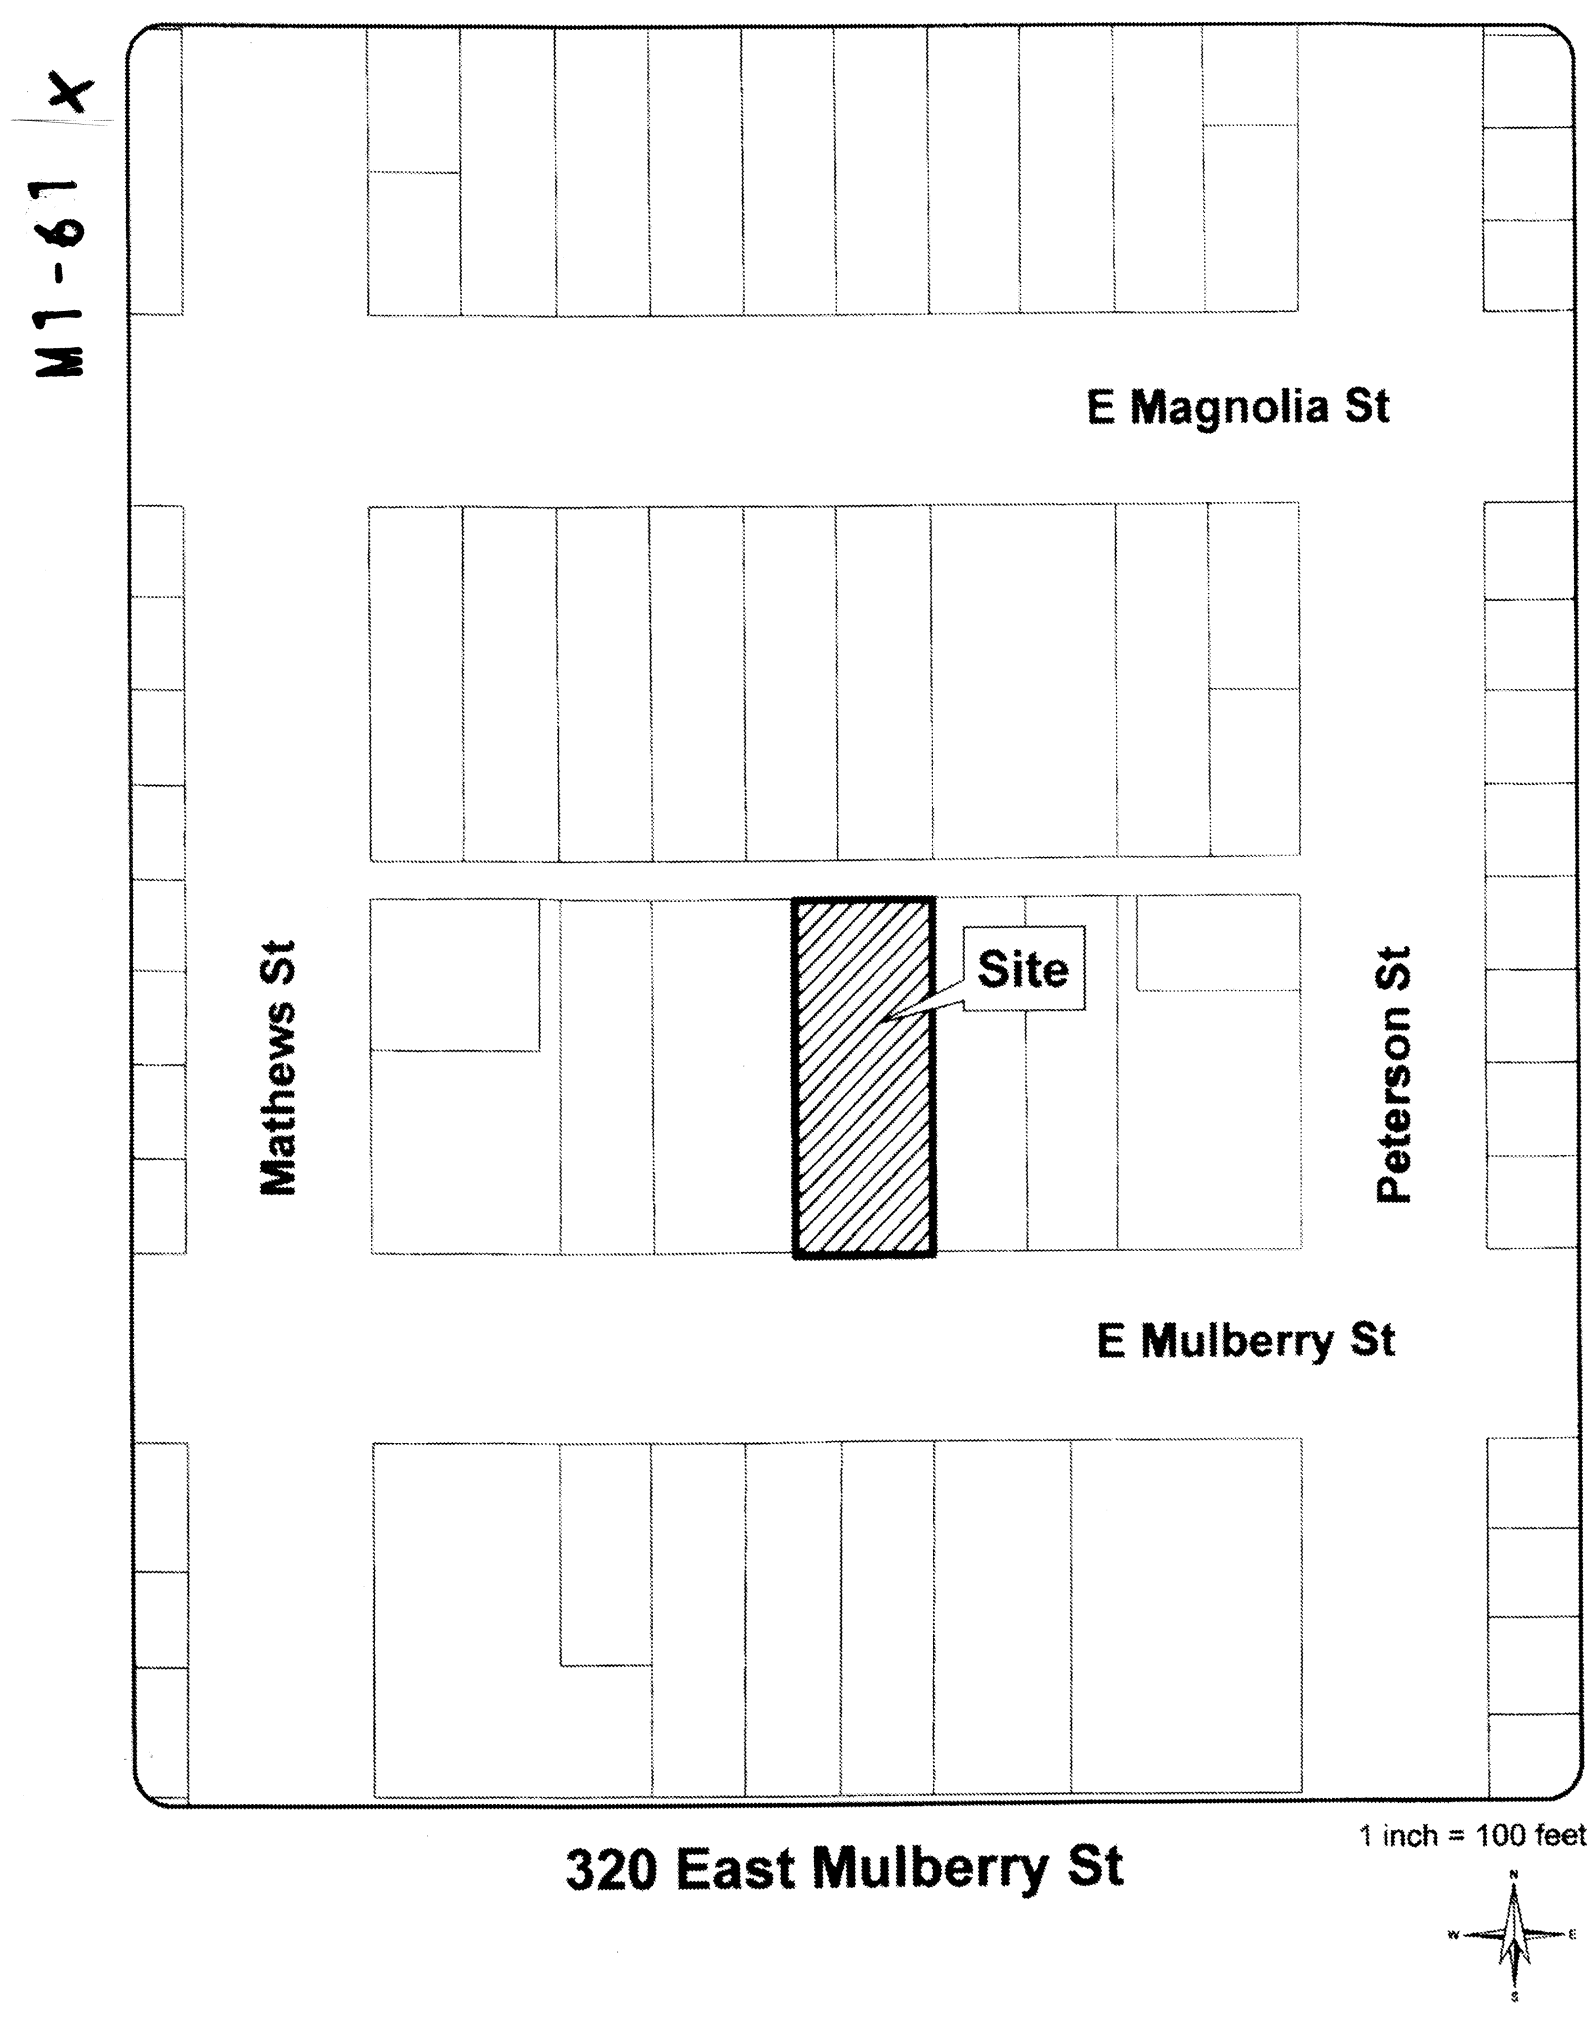 M1-61 X
E Magnolia St
Mathews St
Site
Peterson St
E Mulberry St
1 inch = 100 feet
320 East Mulberry St
N
W E
S